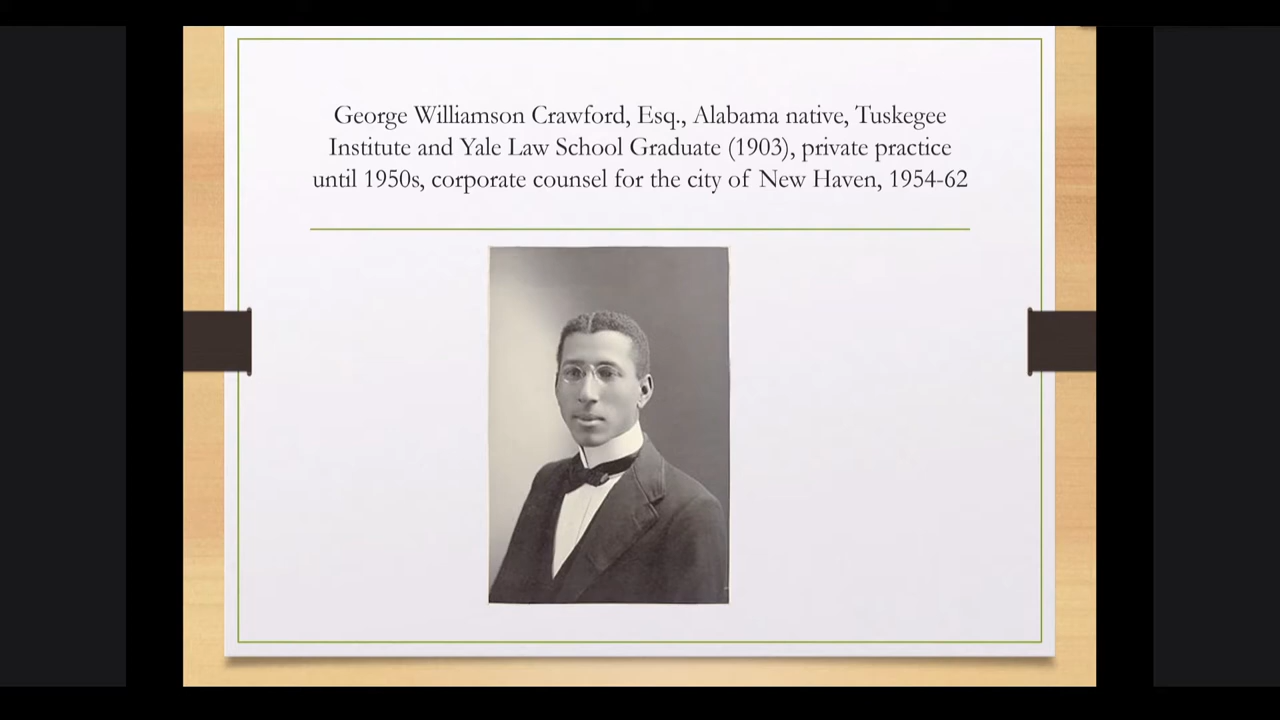 George Williamson Crawford, Esq., Alabama native, Tuskegee
Institute and Yale Law School Graduate (1903), private practice
until 1950s, corporate counsel for the city of New Haven, 1954-62